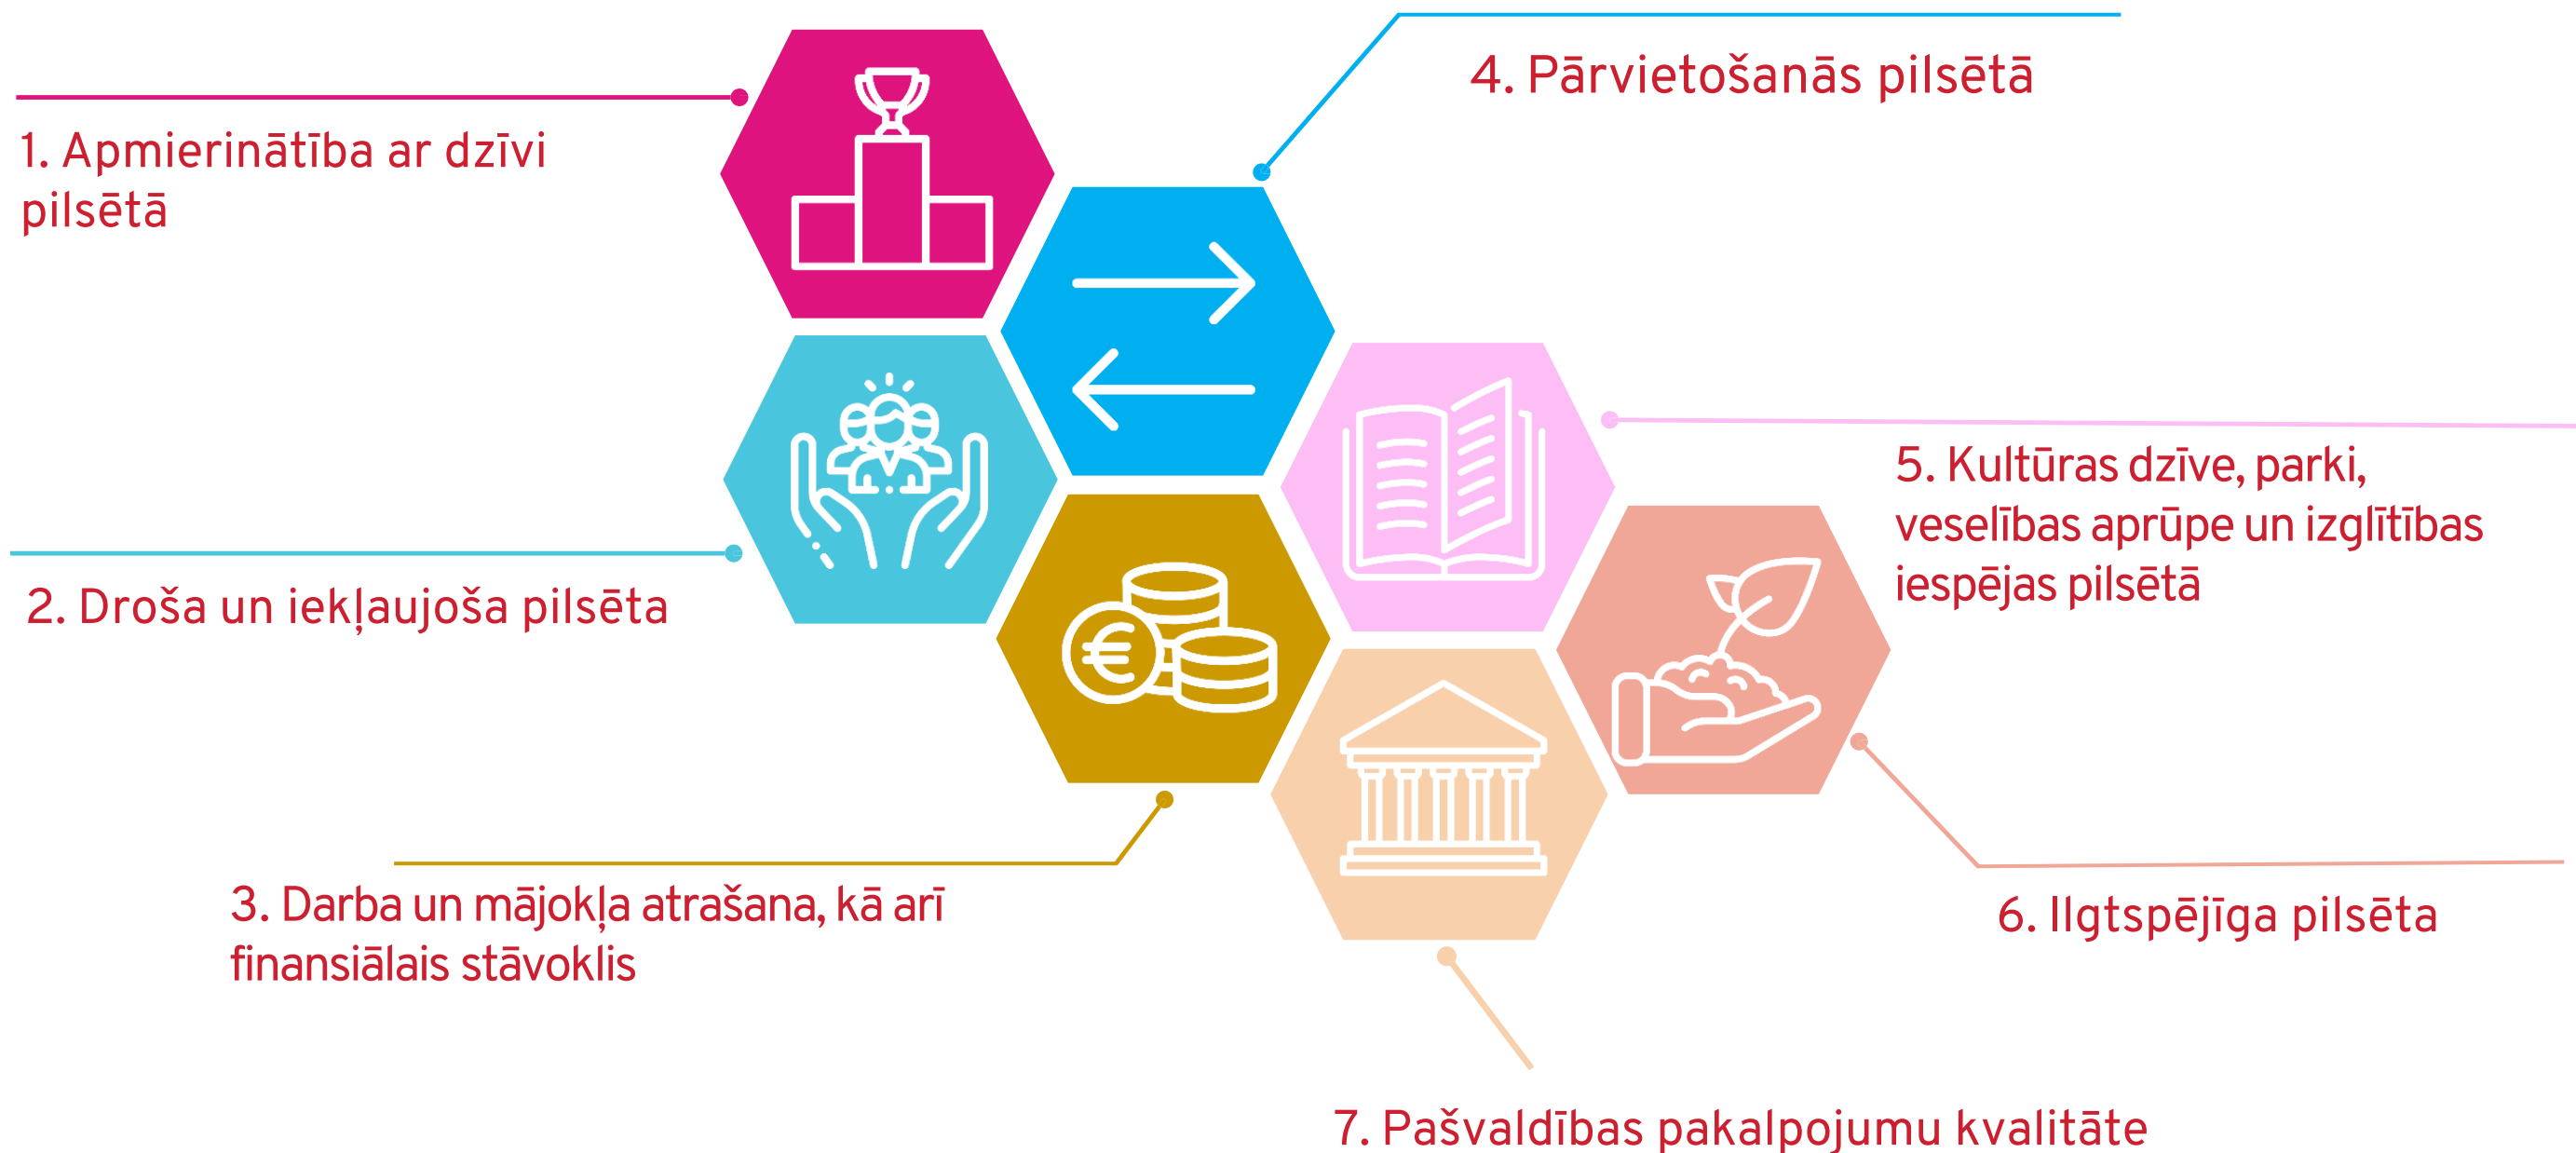 1. Apmierinātība ar dzīvi
pilsētā
2. Droša un iekļaujoša pilsēta
3. Darba un mājokļa atrašana, kā arī
finansiālais stāvoklis
4. Pārvietošanās pilsētā
5. Kultūras dzīve, parki,
veselības aprūpe un izglītības
iespējas pilsētā
6. Ilgtspējīga pilsēta
7. Pašvaldības pakalpojumu kvalitāte